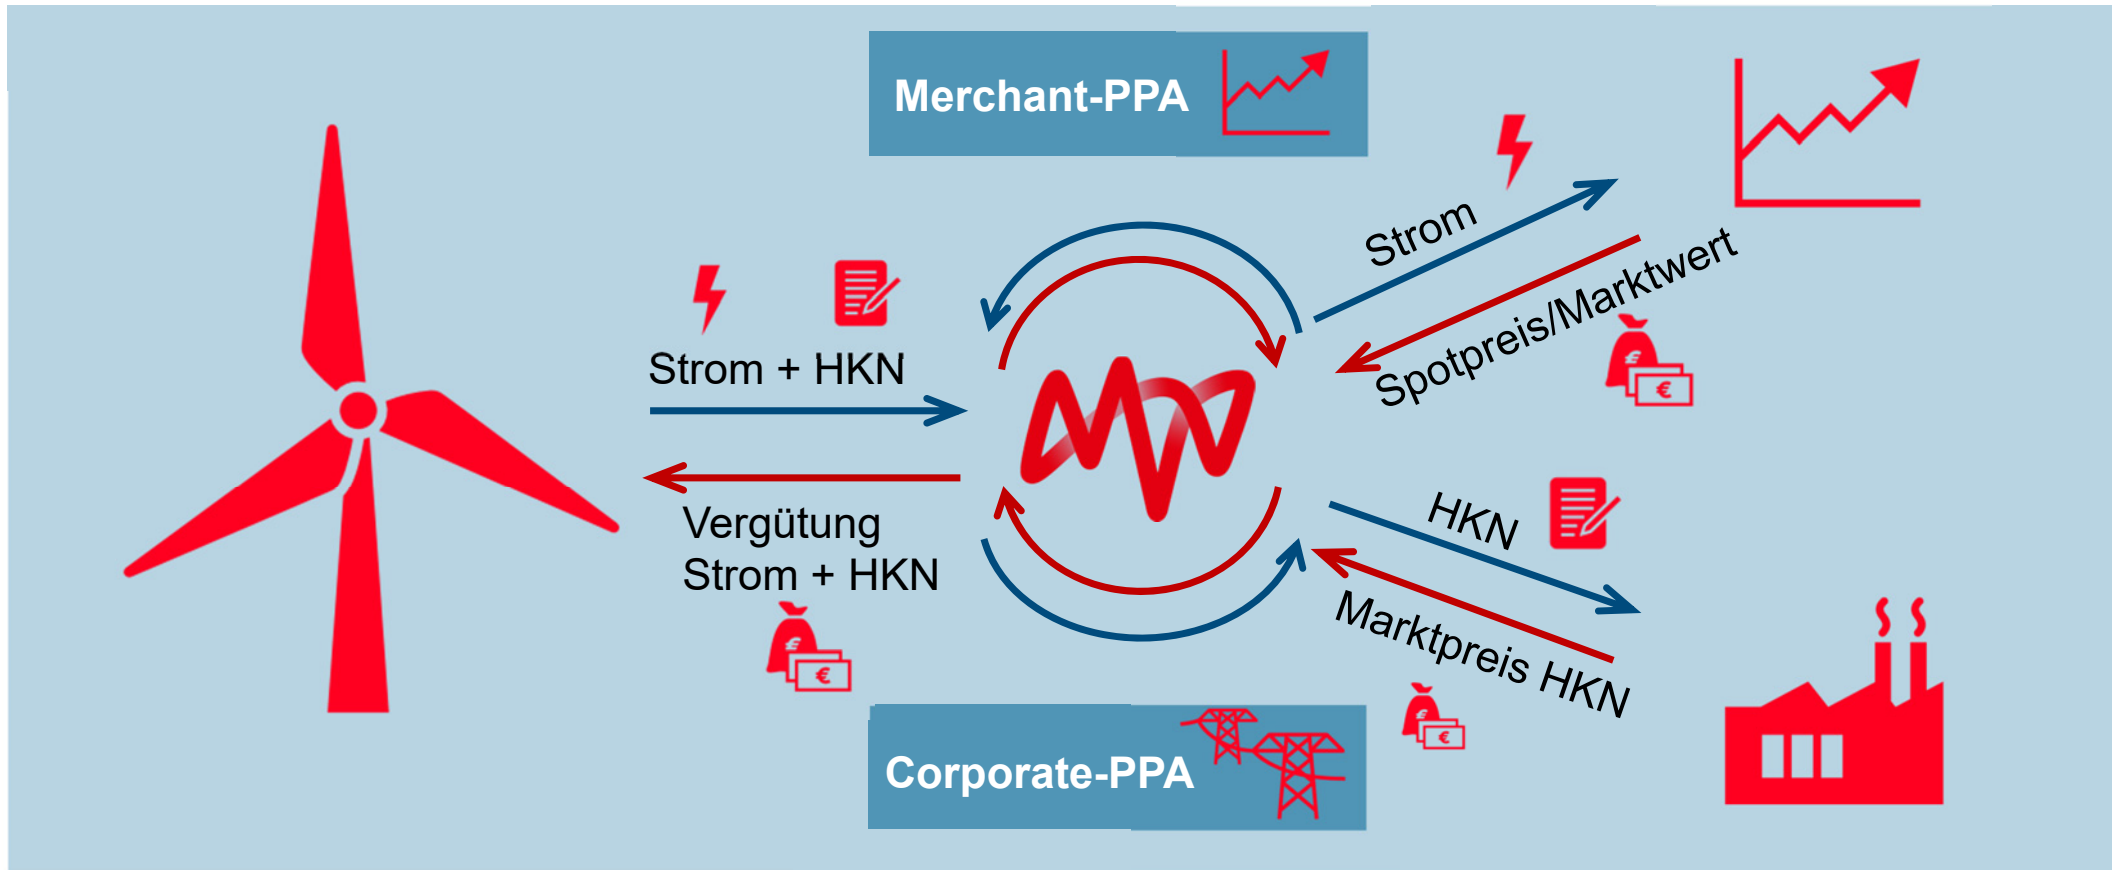 Merchant-PPA
Strom
Spotpreis/Marktwert
€
€
Strom + HKN
Vergütung
Strom + HKN
€
€
HKN
Marktpreis HKN
€
€
Corporate-PPA